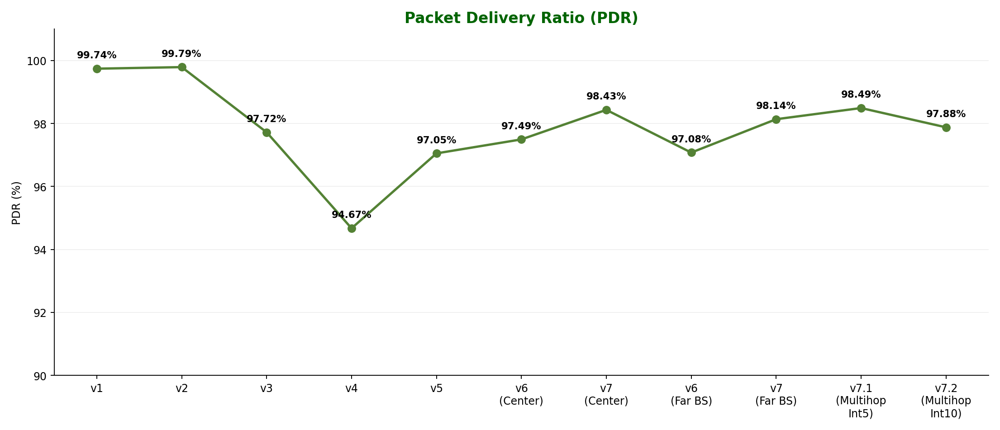 Packet Delivery Ratio (PDR)
99.74%
99.79%
97.72%
94.67%
97.05%
97.49%
98.43%
97.08%
98.14%
98.49%
97.88%
PDR (%)
100
98
96
94
92
90
v1
v2
v3
v4
v5
v6
(Center)
v7
(Center)
v6
(Far BS)
v7
(Far BS)
v7.1
(Multihop
Int5)
v7.2
(Multihop
Int10)